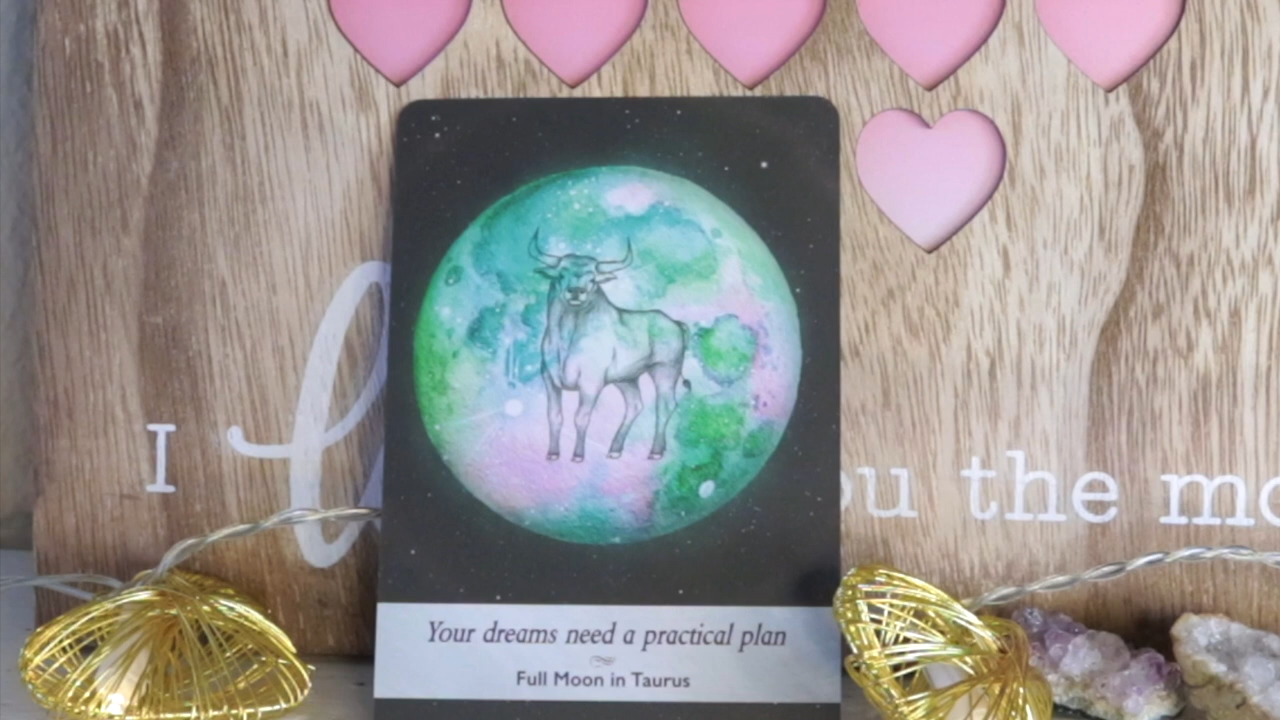 I l ou the mo
Your dreams need a practical plan
Full Moon in Taurus